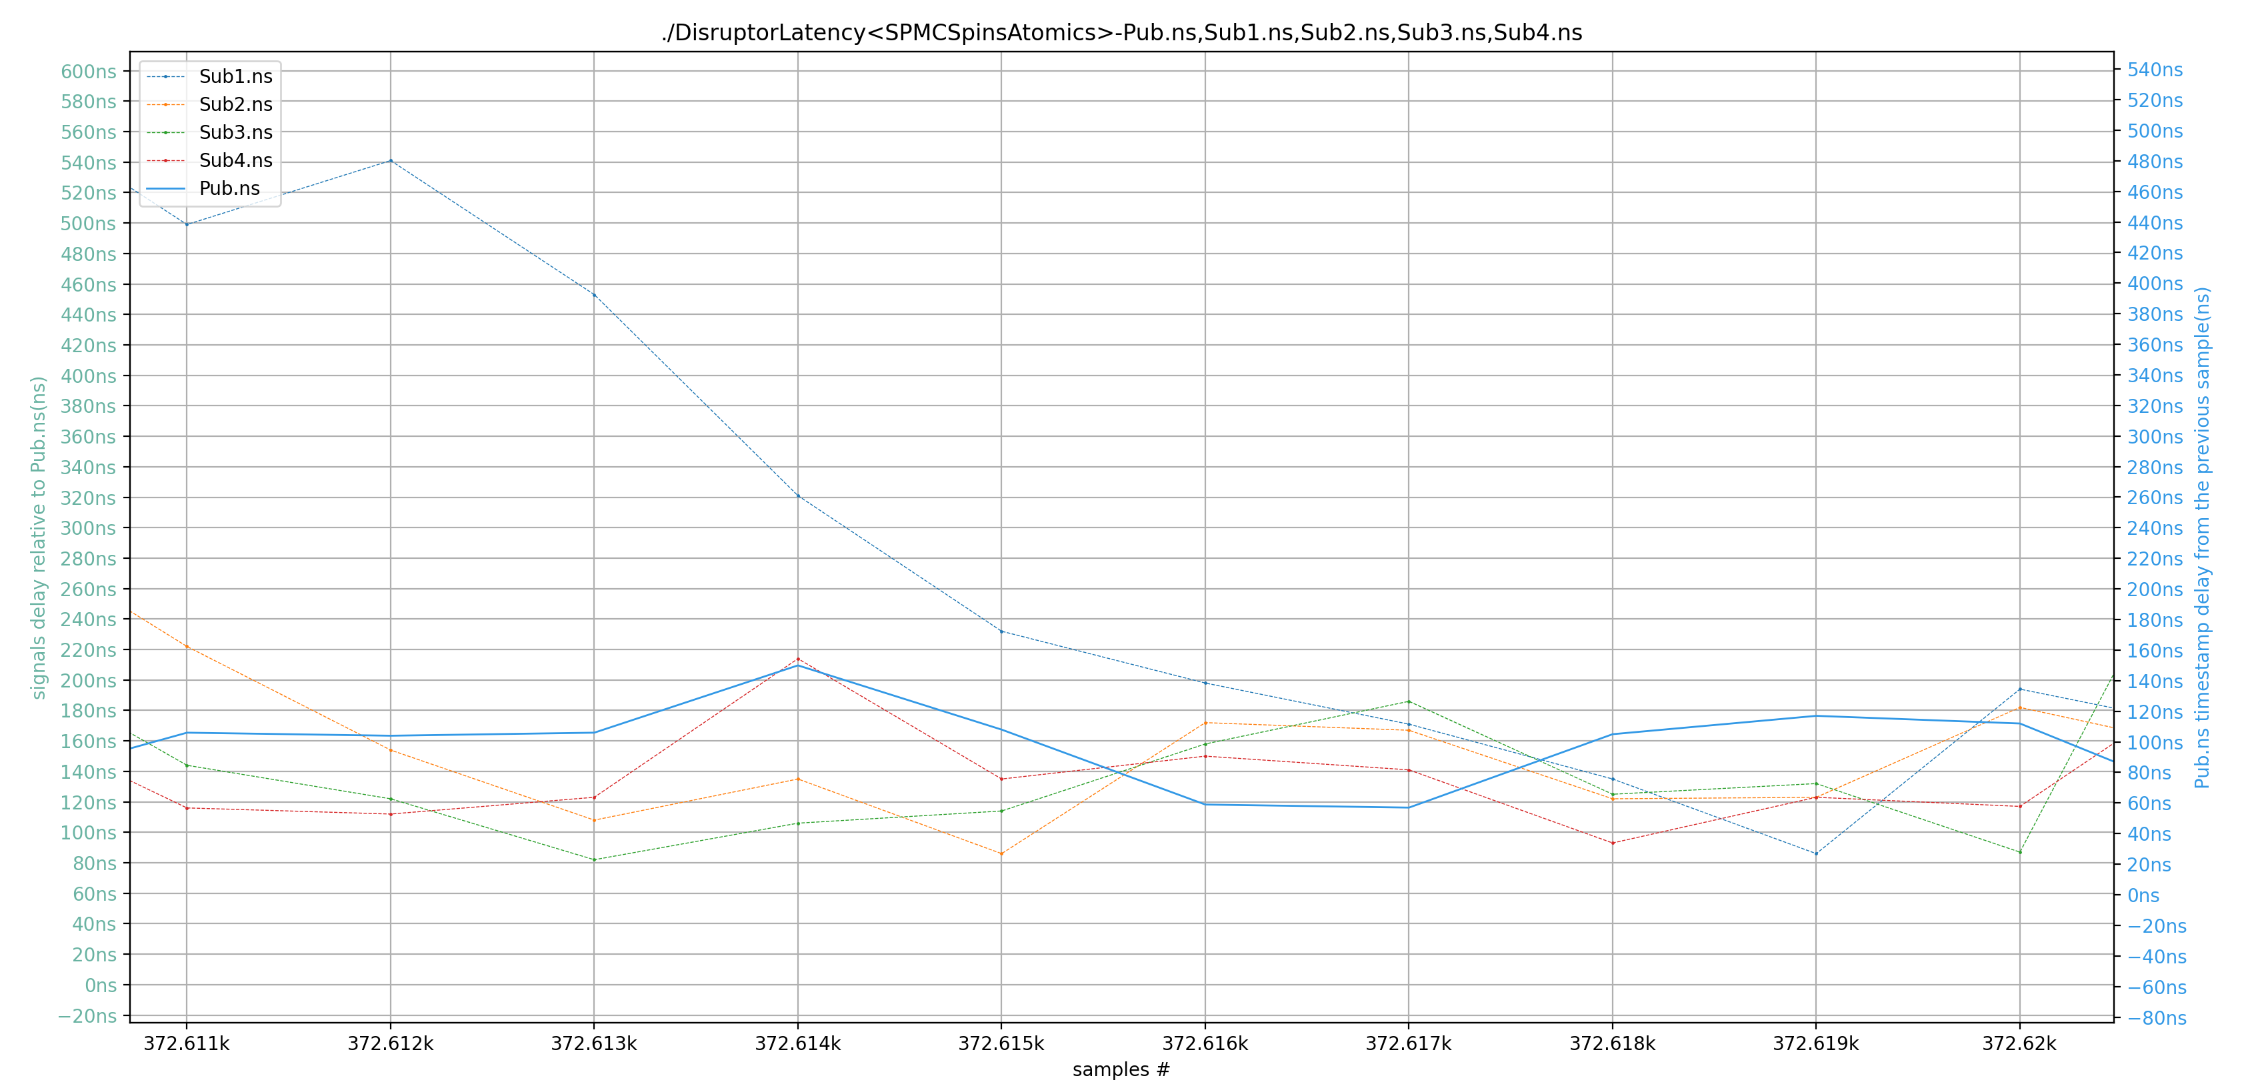 ./DisruptorLatency<SPMCSpinsAtomics>-Pub.ns,Sub1.ns,Sub2.ns,Sub3.ns,Sub4.ns
Sub1.ns
Sub2.ns
Sub3.ns
Sub4.ns
Pub.ns
signals delay relative to Pub.ns(ns)
600ns
580ns
560ns
540ns
520ns
500ns
480ns
460ns
440ns
420ns
400ns
380ns
360ns
340ns
320ns
300ns
280ns
260ns
240ns
220ns
200ns
180ns
160ns
140ns
120ns
100ns
80ns
60ns
40ns
20ns
0ns
−20ns
540ns
520ns
500ns
480ns
460ns
440ns
420ns
400ns
380ns
360ns
340ns
320ns
300ns
280ns
260ns
240ns
220ns
200ns
180ns
160ns
140ns
120ns
100ns
80ns
60ns
40ns
20ns
0ns
−20ns
−40ns
−60ns
−80ns
Pub.ns timestamp delay from the previous sample(ns)
372.611k 372.612k 372.613k 372.614k 372.615k 372.616k 372.617k 372.618k 372.619k 372.62k
samples #